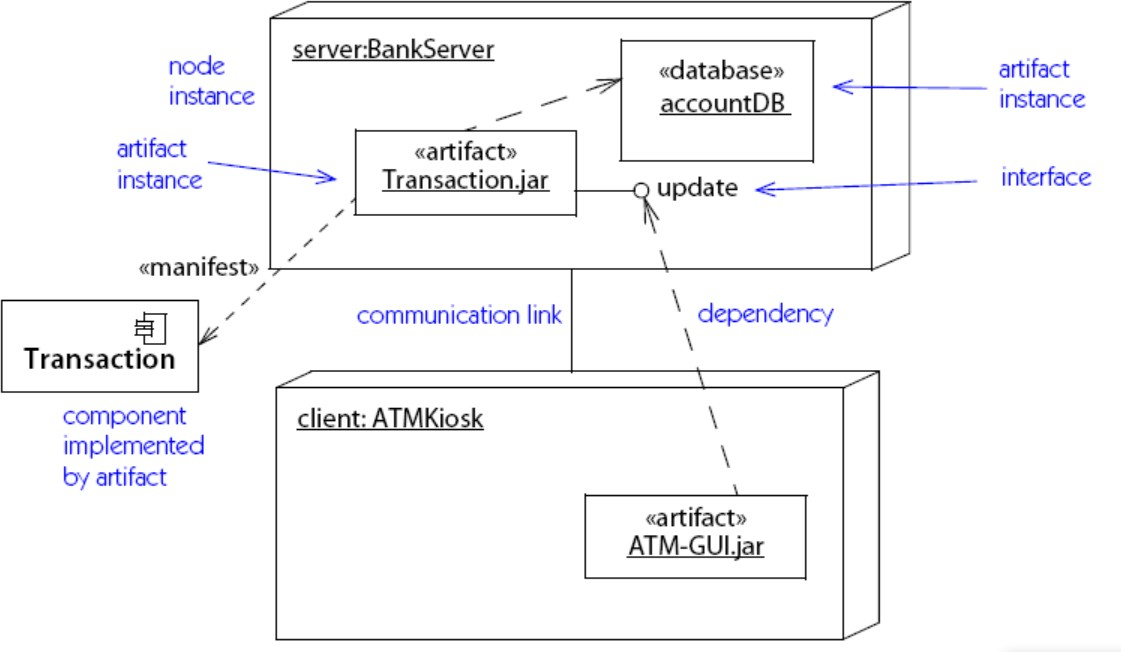 server:BankServer
node
instance
«database»
accountDB
artifact
instance
artifact
instance
«artifact»
Transaction.jar
update
interface
«manifest»
communication link
dependency
Transaction
component
implemented
by artifact
client: ATMKiosk
«artifact»
ATM-GUI.jar